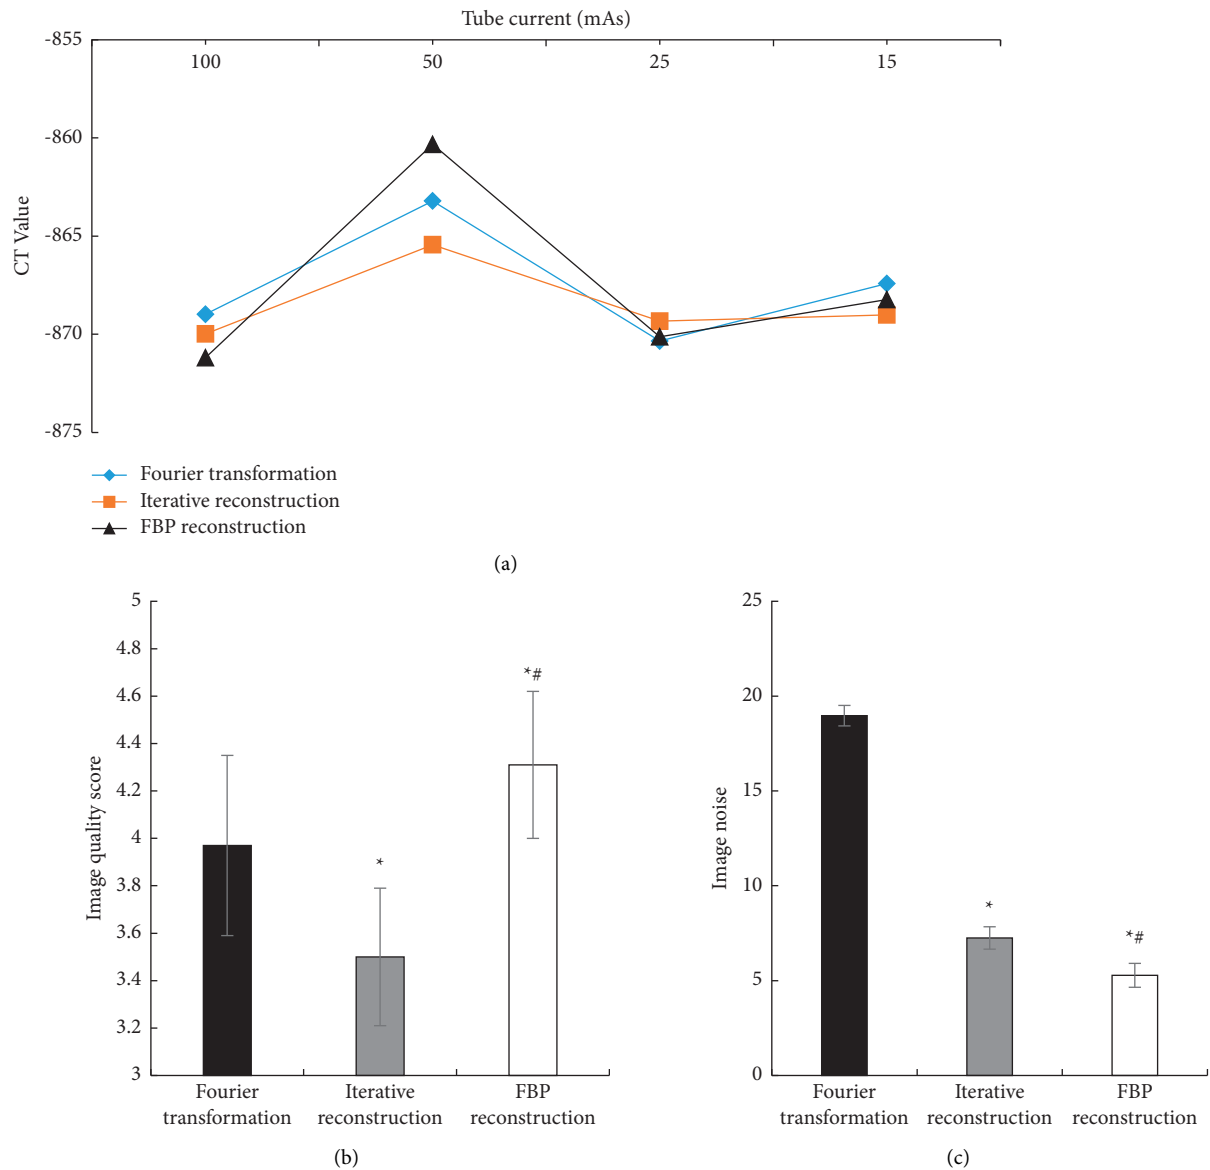 Tube current (mAs)
-855
100 50 25 15
-860
-865
-870
-875
CT Value
Fourier transformation
Iterative reconstruction
FBP reconstruction
(a)
5
4.8
4.6
4.4
4.2
4
3.8
3.6
3.4
3.2
3
Image quality score
*
*#
Fourier transformation
Iterative reconstruction
FBP reconstruction
(b)
25
20
15
10
5
0
Image noise
*
*#
Fourier transformation
Iterative reconstruction
FBP reconstruction
(c)